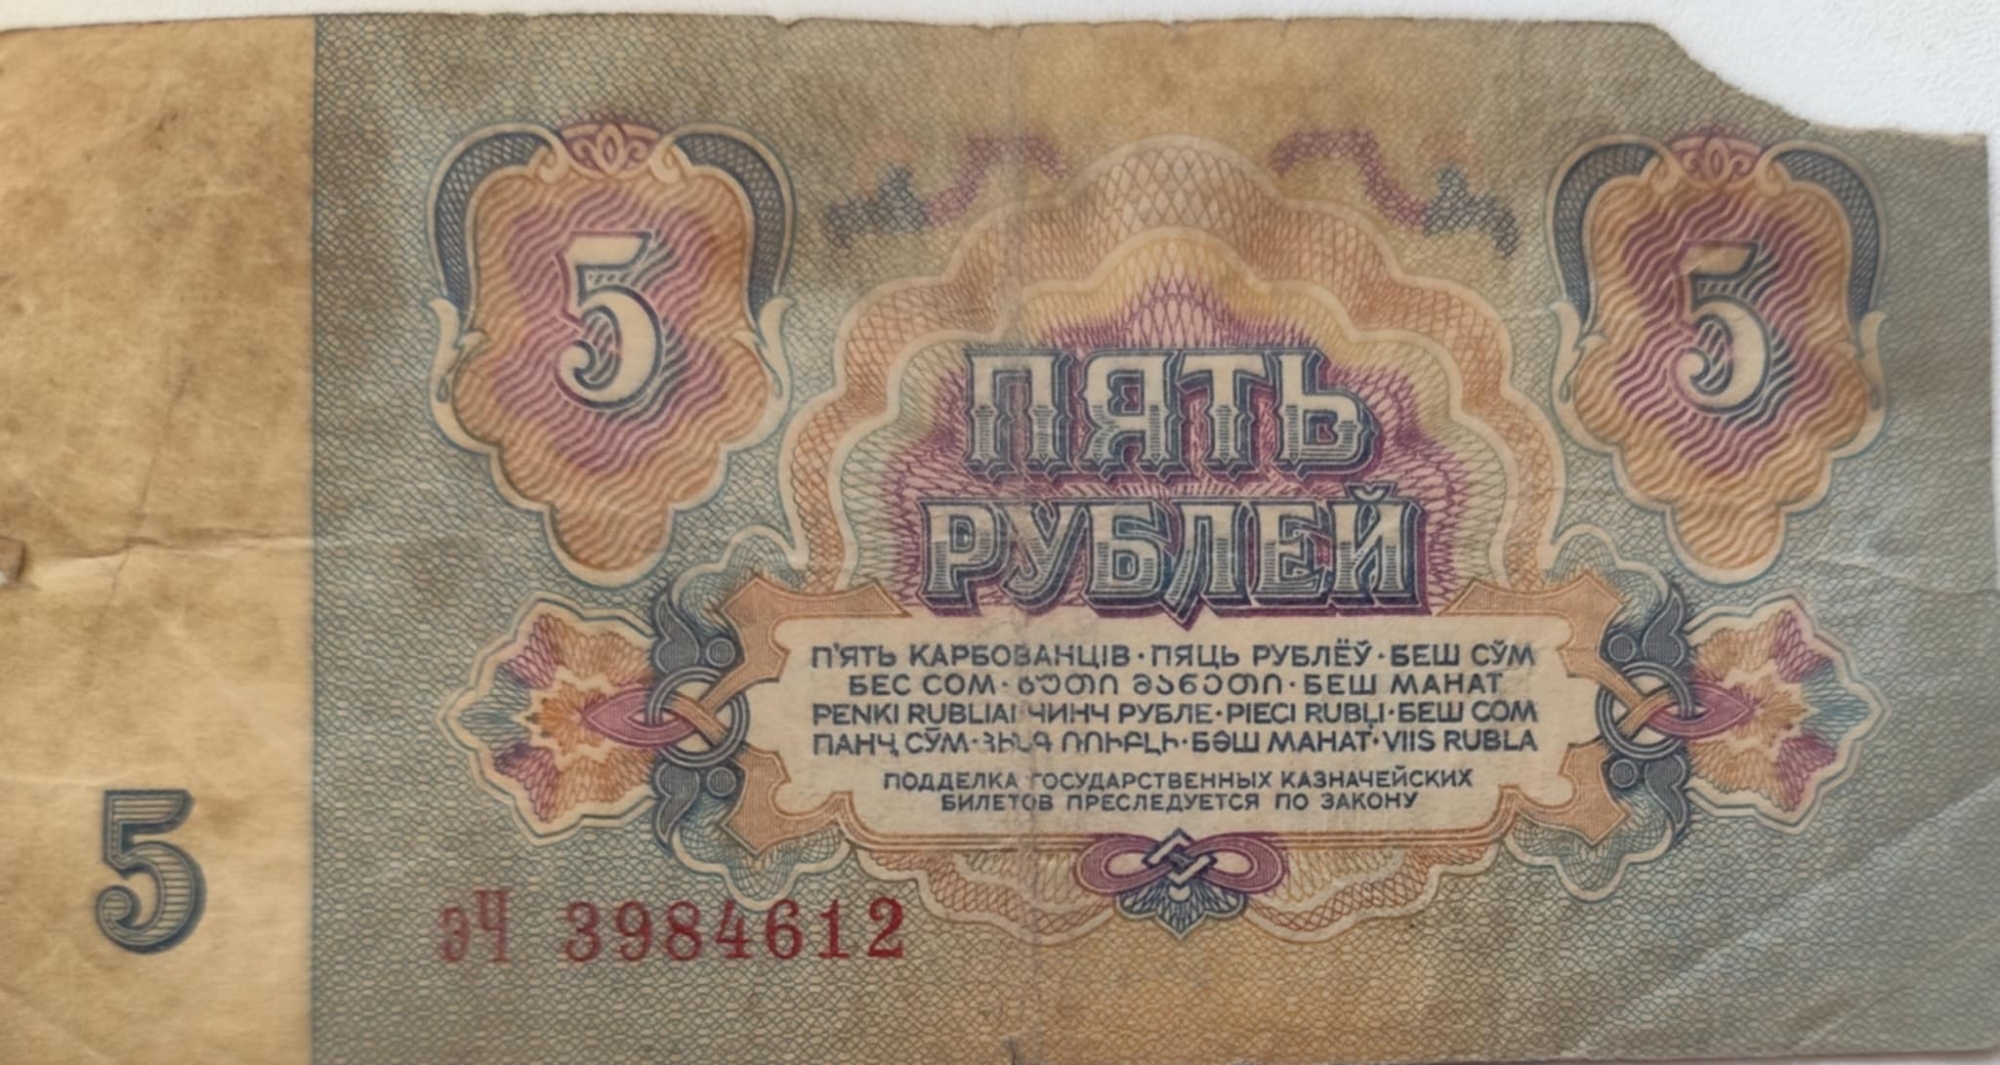 5
5
ПЯТЬ
РУБЛЕЙ
П'ЯТЬ КАРБОВАНЦІВ · ПЯЦЬ РУБЛЁЎ · БЕШ СЎМ
БЕС СОМ · ხუთი მანეთი · БЕШ МАНАТ
PENKI RUBLIAI · ЧИНЧ РУБЛЕ · PIECI RUBĻI · БЕШ СОМ
ПАНҶ СӮМ · ՀԻՆԳ ՌՈՒԲԼԻ · БӘШ МАНАТ · VIIS RUBLA
ПОДДЕЛКА ГОСУДАРСТВЕННЫХ КАЗНАЧЕЙСКИХ
БИЛЕТОВ ПРЕСЛЕДУЕТСЯ ПО ЗАКОНУ
5
эЧ 3984612